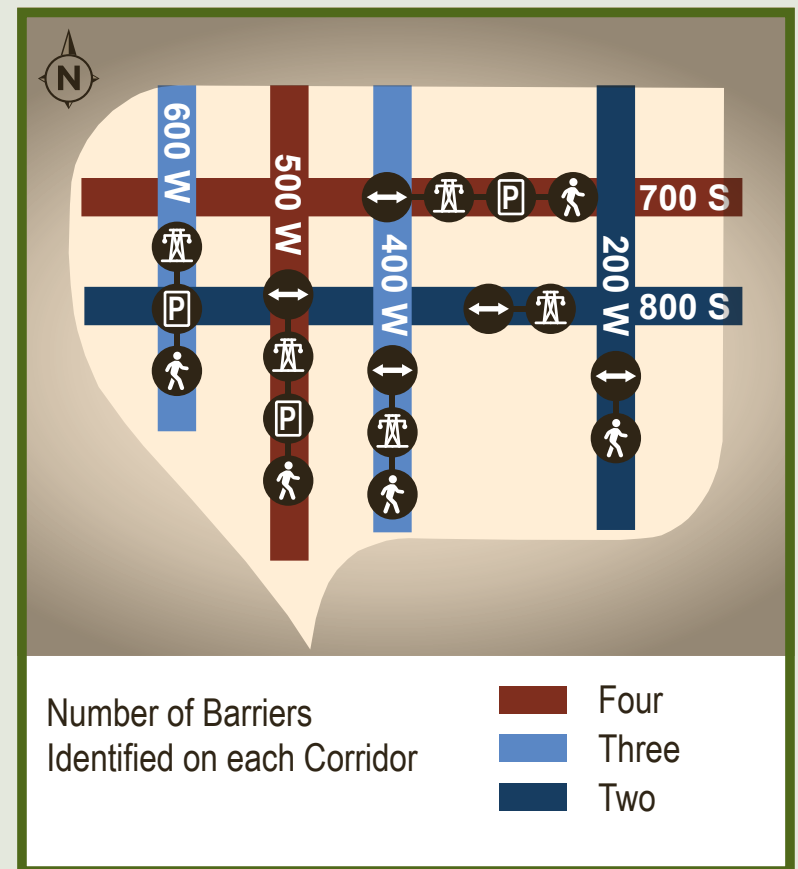 N
600 W
500 W
400 W
200 W
700 S
800 S
P
P
P
Number of Barriers
Identified on each Corridor
Four
Three
Two